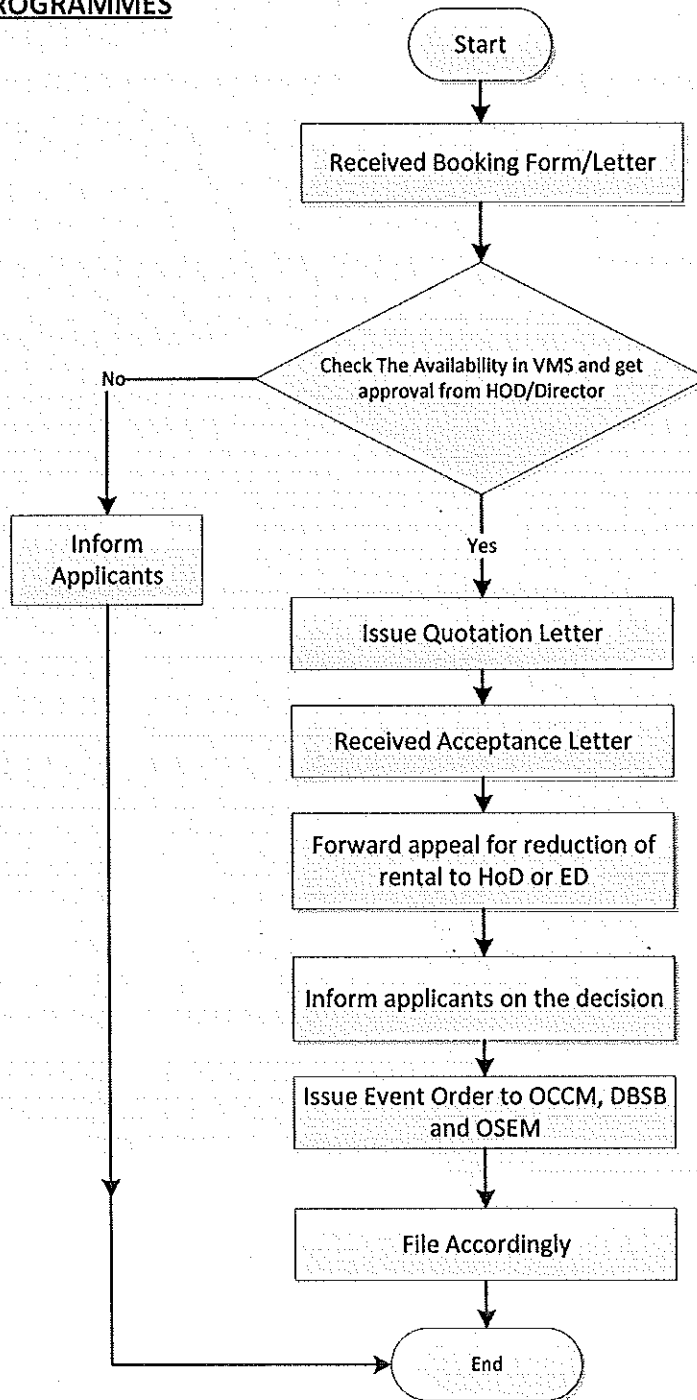 Start
Received Booking Form/Letter
Check The Availability in VMS and get
approval from HOD/Director
No
Inform
Applicants
Yes
Issue Quotation Letter
Received Acceptance Letter
Forward appeal for reduction of
rental to HoD or ED
Inform applicants on the decision
Issue Event Order to OCCM, DBSB
and OSEM
File Accordingly
End